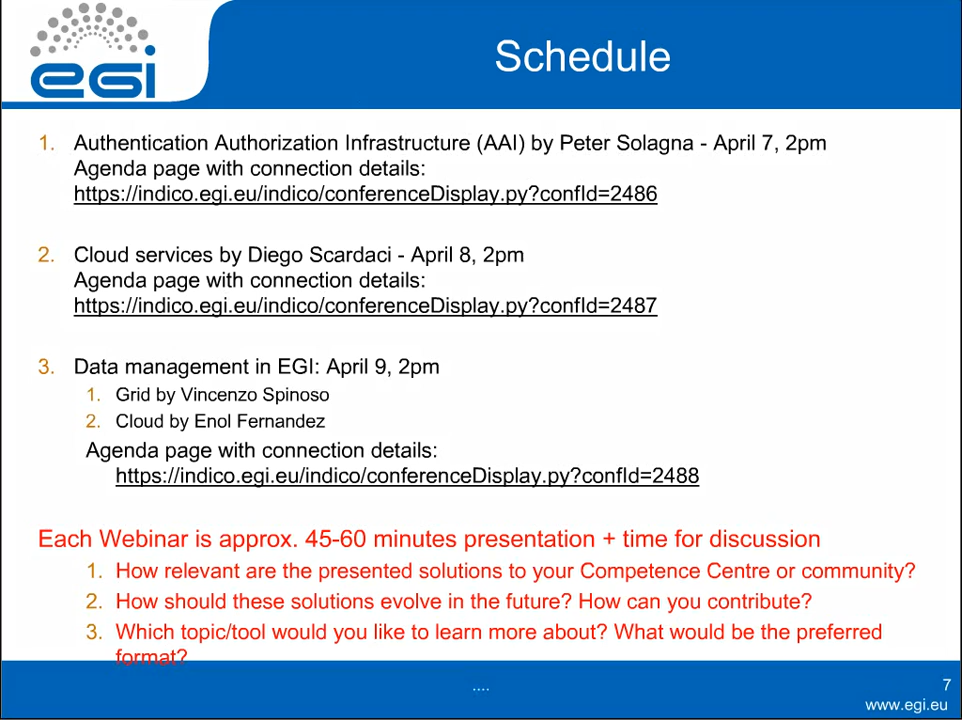 egi
Schedule
1. Authentication Authorization Infrastructure (AAI) by Peter Solagna - April 7, 2pm
Agenda page with connection details:
https://indico.egi.eu/indico/conferenceDisplay.py?confId=2486
2. Cloud services by Diego Scardaci - April 8, 2pm
Agenda page with connection details:
https://indico.egi.eu/indico/conferenceDisplay.py?confId=2487
3. Data management in EGI: April 9, 2pm
1. Grid by Vincenzo Spinoso
2. Cloud by Enol Fernandez
Agenda page with connection details:
https://indico.egi.eu/indico/conferenceDisplay.py?confId=2488
Each Webinar is approx. 45-60 minutes presentation + time for discussion
1. How relevant are the presented solutions to your Competence Centre or community?
2. How should these solutions evolve in the future? How can you contribute?
3. Which topic/tool would you like to learn more about? What would be the preferred
format?
....
7
www.egi.eu